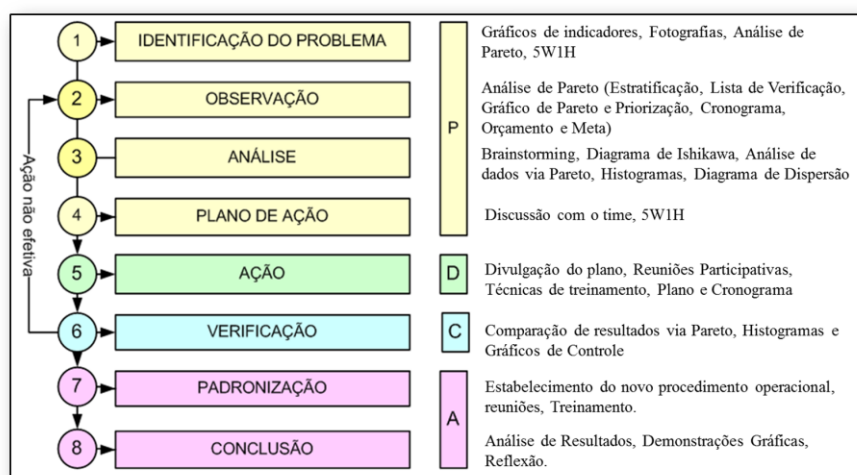 1 IDENTIFICAÇÃO DO PROBLEMA
Gráficos de indicadores, Fotografias, Análise de
Pareto, 5W1H
2 OBSERVAÇÃO
Análise de Pareto (Estratificação, Lista de Verificação,
Gráfico de Pareto e Priorização, Cronograma,
Orçamento e Meta)
P
3 ANÁLISE
Brainstorming, Diagrama de Ishikawa, Análise de
dados via Pareto, Histogramas, Diagrama de Dispersão
4 PLANO DE AÇÃO
Discussão com o time, 5W1H
Ação não efetiva
5 AÇÃO
D
Divulgação do plano, Reuniões Participativas,
Técnicas de treinamento, Plano e Cronograma
6 VERIFICAÇÃO
C
Comparação de resultados via Pareto, Histogramas e
Gráficos de Controle
7 PADRONIZAÇÃO
Estabelecimento do novo procedimento operacional,
reuniões, Treinamento.
A
8 CONCLUSÃO
Análise de Resultados, Demonstrações Gráficas,
Reflexão.